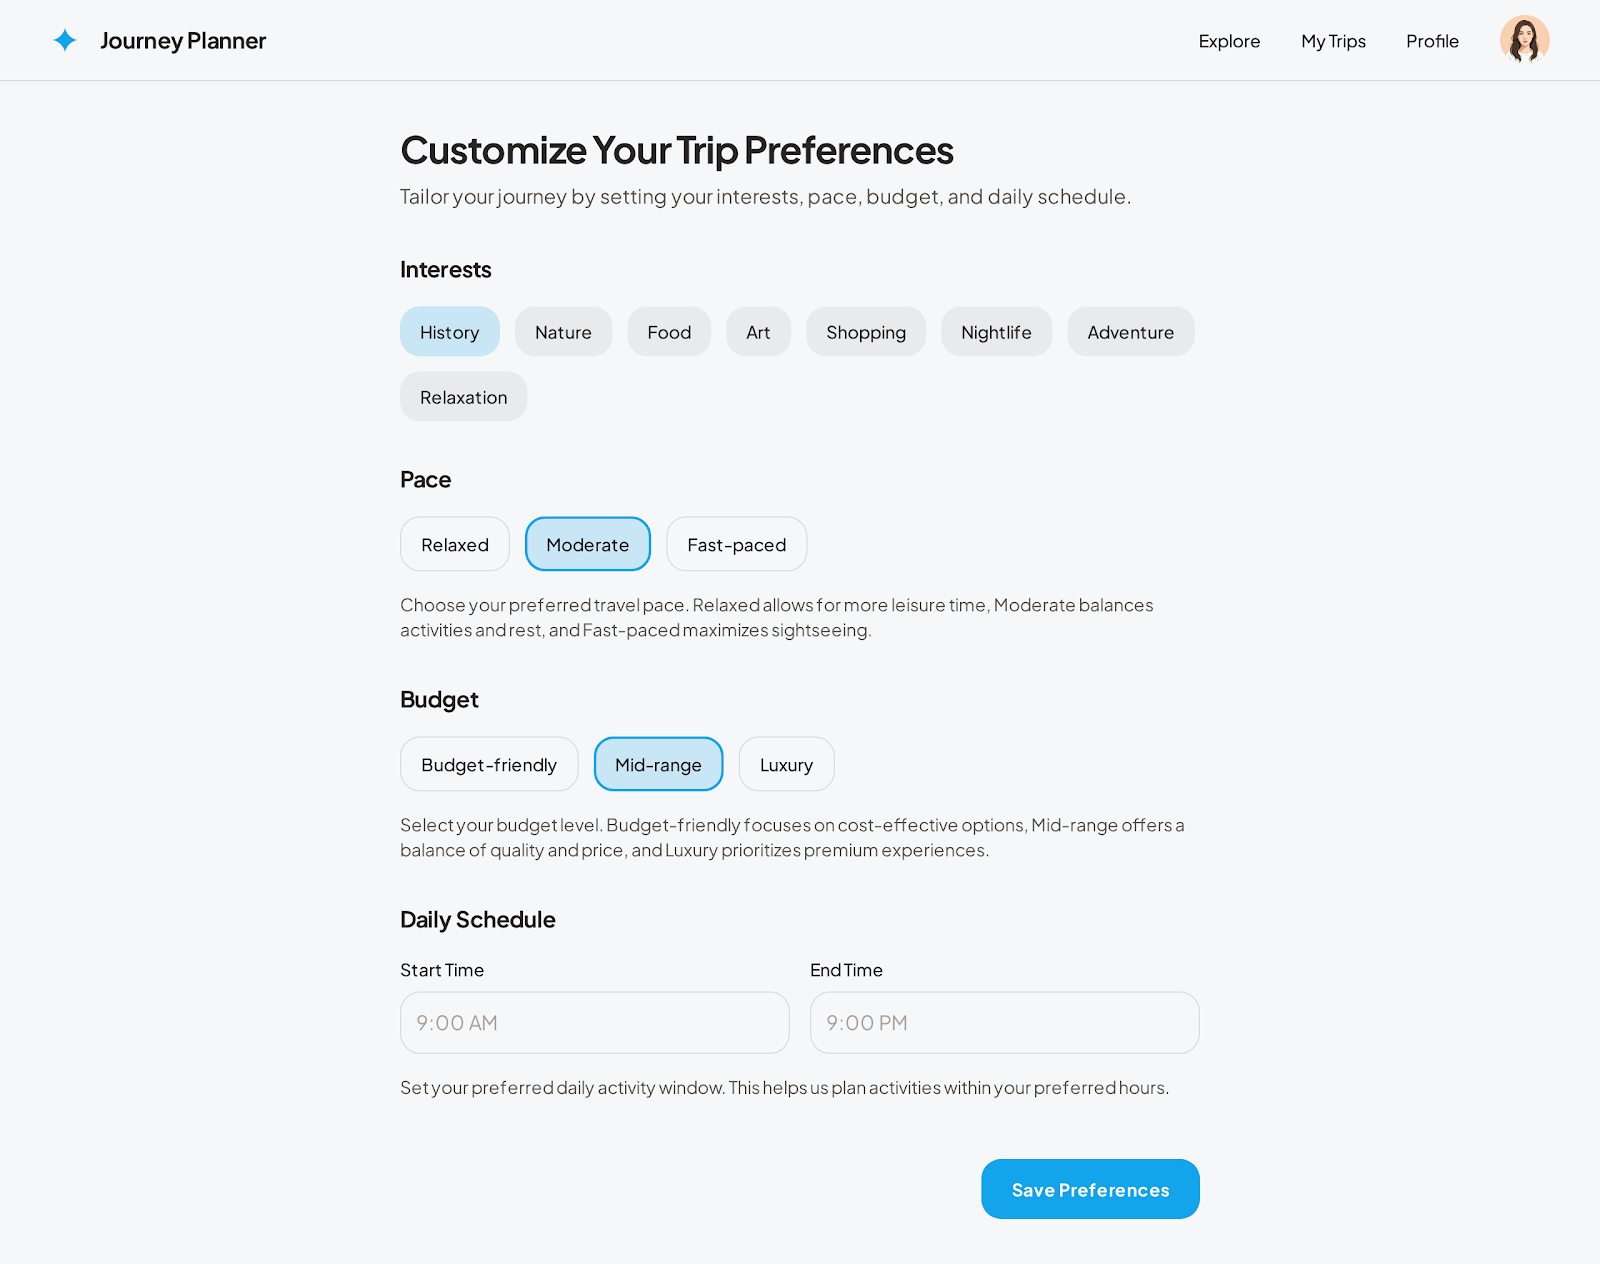 Journey Planner
Explore
My Trips
Profile
Customize Your Trip Preferences
Tailor your journey by setting your interests, pace, budget, and daily schedule.
Interests
History
Nature
Food
Art
Shopping
Nightlife
Adventure
Relaxation
Pace
Relaxed
Moderate
Fast-paced
Choose your preferred travel pace. Relaxed allows for more leisure time, Moderate balances
activities and rest, and Fast-paced maximizes sightseeing.
Budget
Budget-friendly
Mid-range
Luxury
Select your budget level. Budget-friendly focuses on cost-effective options, Mid-range offers a
balance of quality and price, and Luxury prioritizes premium experiences.
Daily Schedule
Start Time
End Time
9:00 AM
9:00 PM
Set your preferred daily activity window. This helps us plan activities within your preferred hours.
Save Preferences